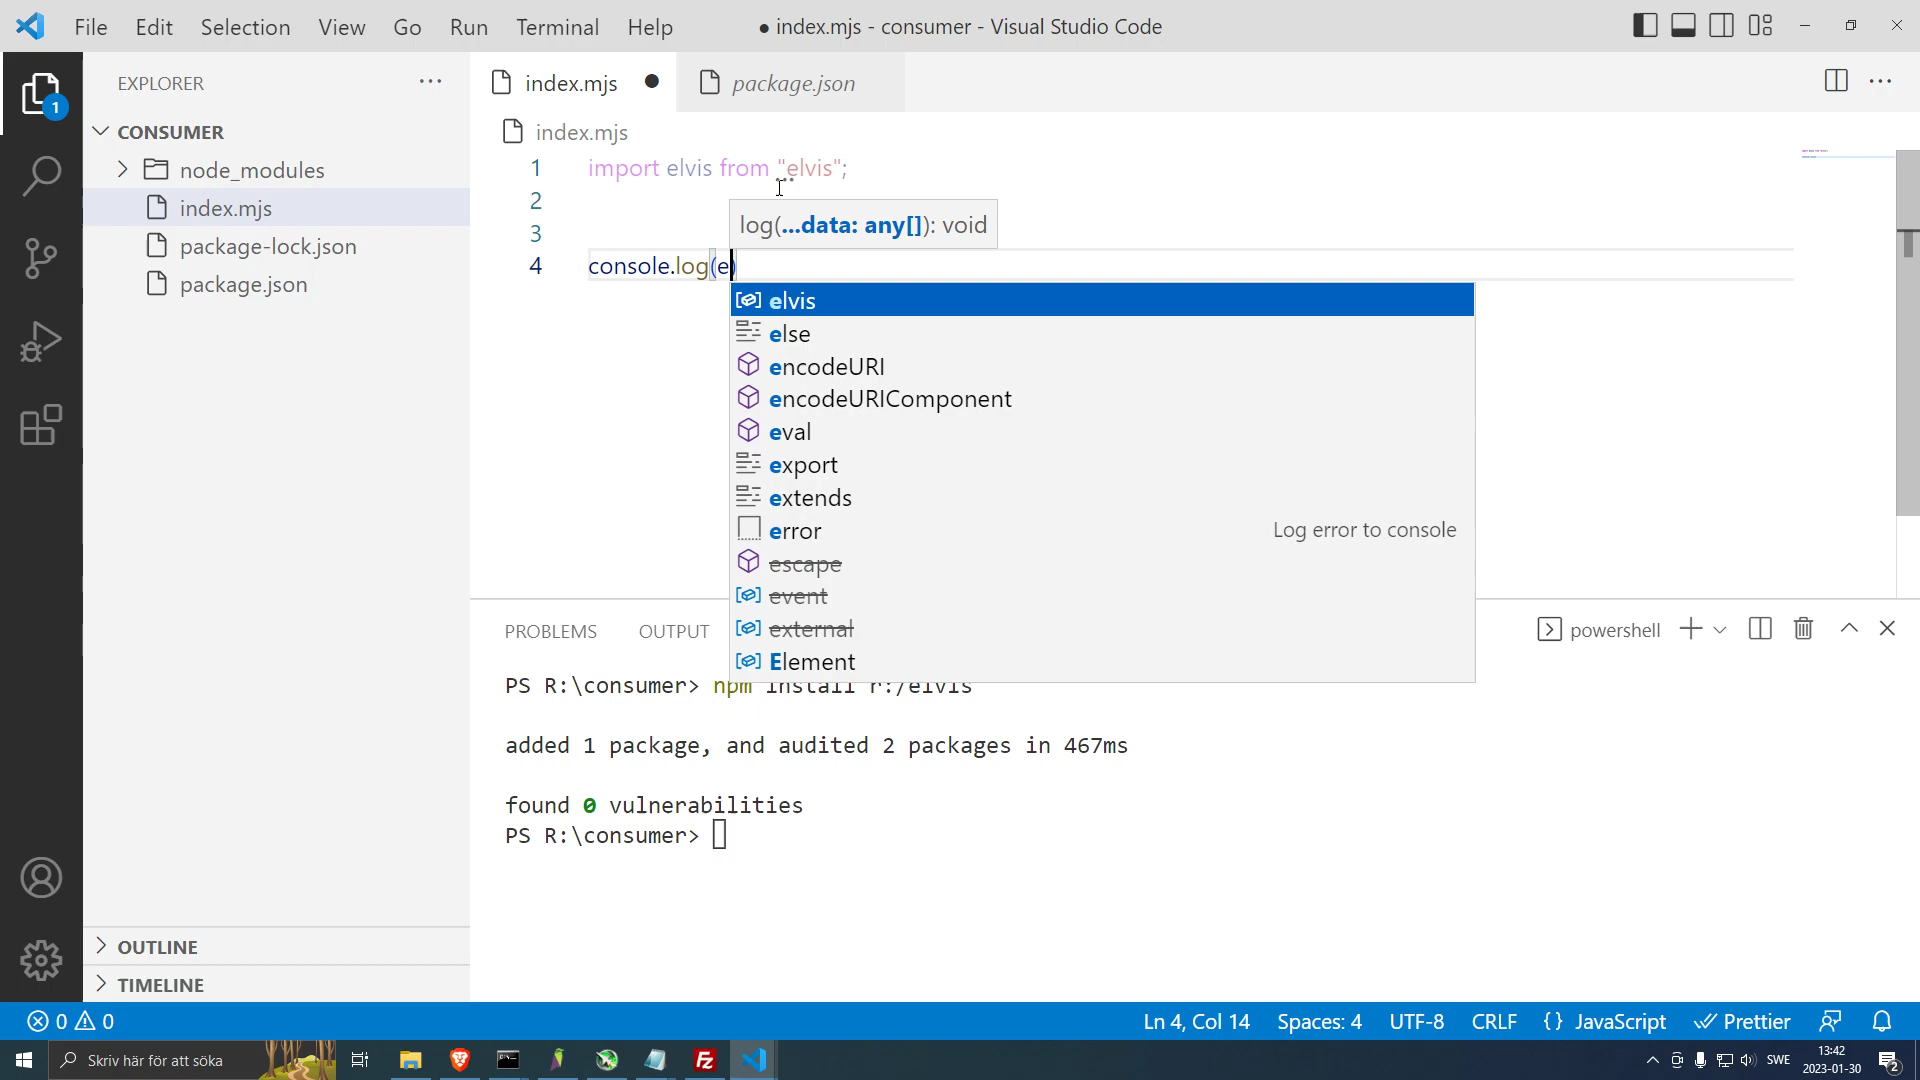 File Edit Selection View Go Run Terminal Help
● index.mjs - consumer - Visual Studio Code
EXPLORER
1
CONSUMER
node_modules
index.mjs
package-lock.json
package.json
OUTLINE
TIMELINE
index.mjs
package.json
index.mjs
1 import elvis from "elvis";
2
3
log(...data: any[]): void
4 console.log(e)
elvis
else
encodeURI
encodeURIComponent
eval
export
extends
error Log error to console
escape
event
external
Element
PROBLEMS OUTPUT
powershell
PS R:\consumer> npm install r:/elvis
added 1 package, and audited 2 packages in 467ms
found 0 vulnerabilities
PS R:\consumer>
0 0
Ln 4, Col 14 Spaces: 4 UTF-8 CRLF {} JavaScript Prettier
Skriv här för att söka
Fz
SWE
13:42
2023-01-30
2